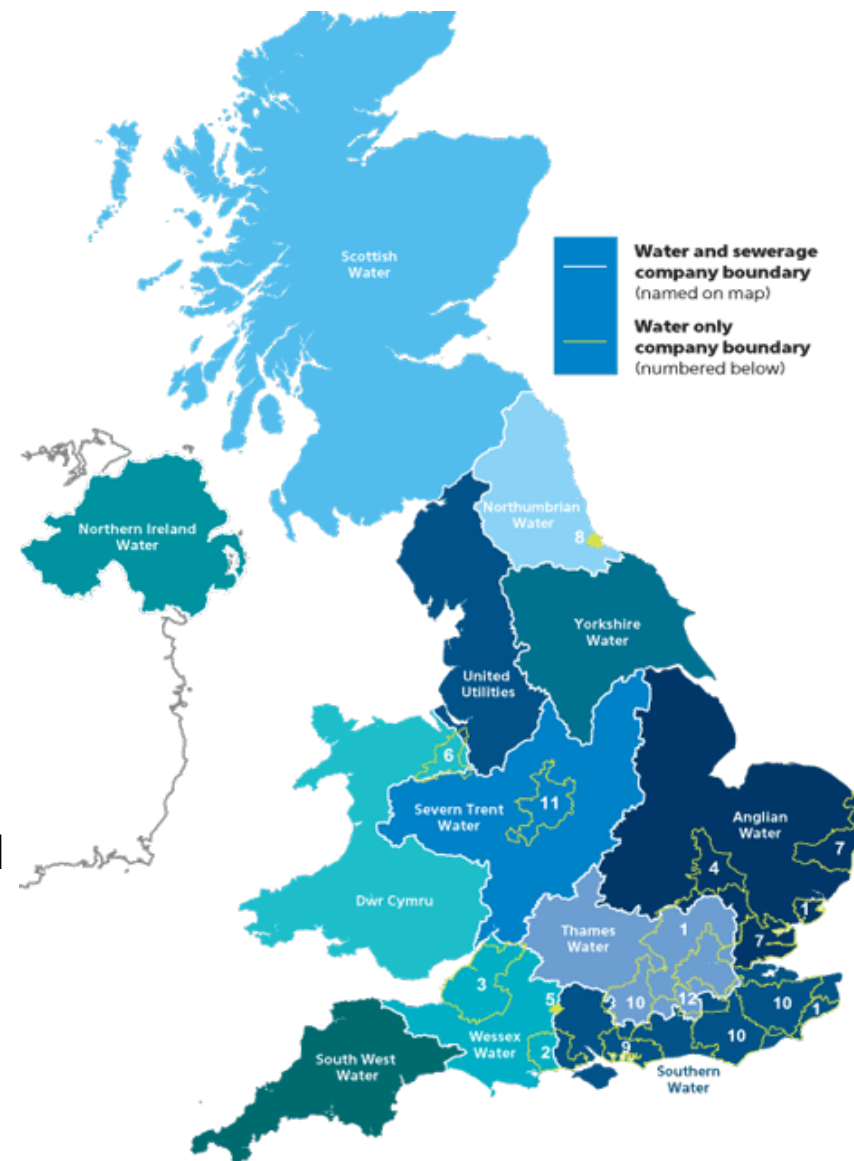 Scottish
Water
Water and sewerage
company boundary
(named on map)
Water only
company boundary
(numbered below)
Northumbrian
Water
8
Northern Ireland
Water
Yorkshire
Water
United
Utilities
6
11
Severn Trent
Water
Anglian
Water
7
4
1
Dŵr Cymru
Thames
Water
1
7
3
5
10
12
10
1
Wessex
Water
2
9
10
South West
Water
Southern
Water